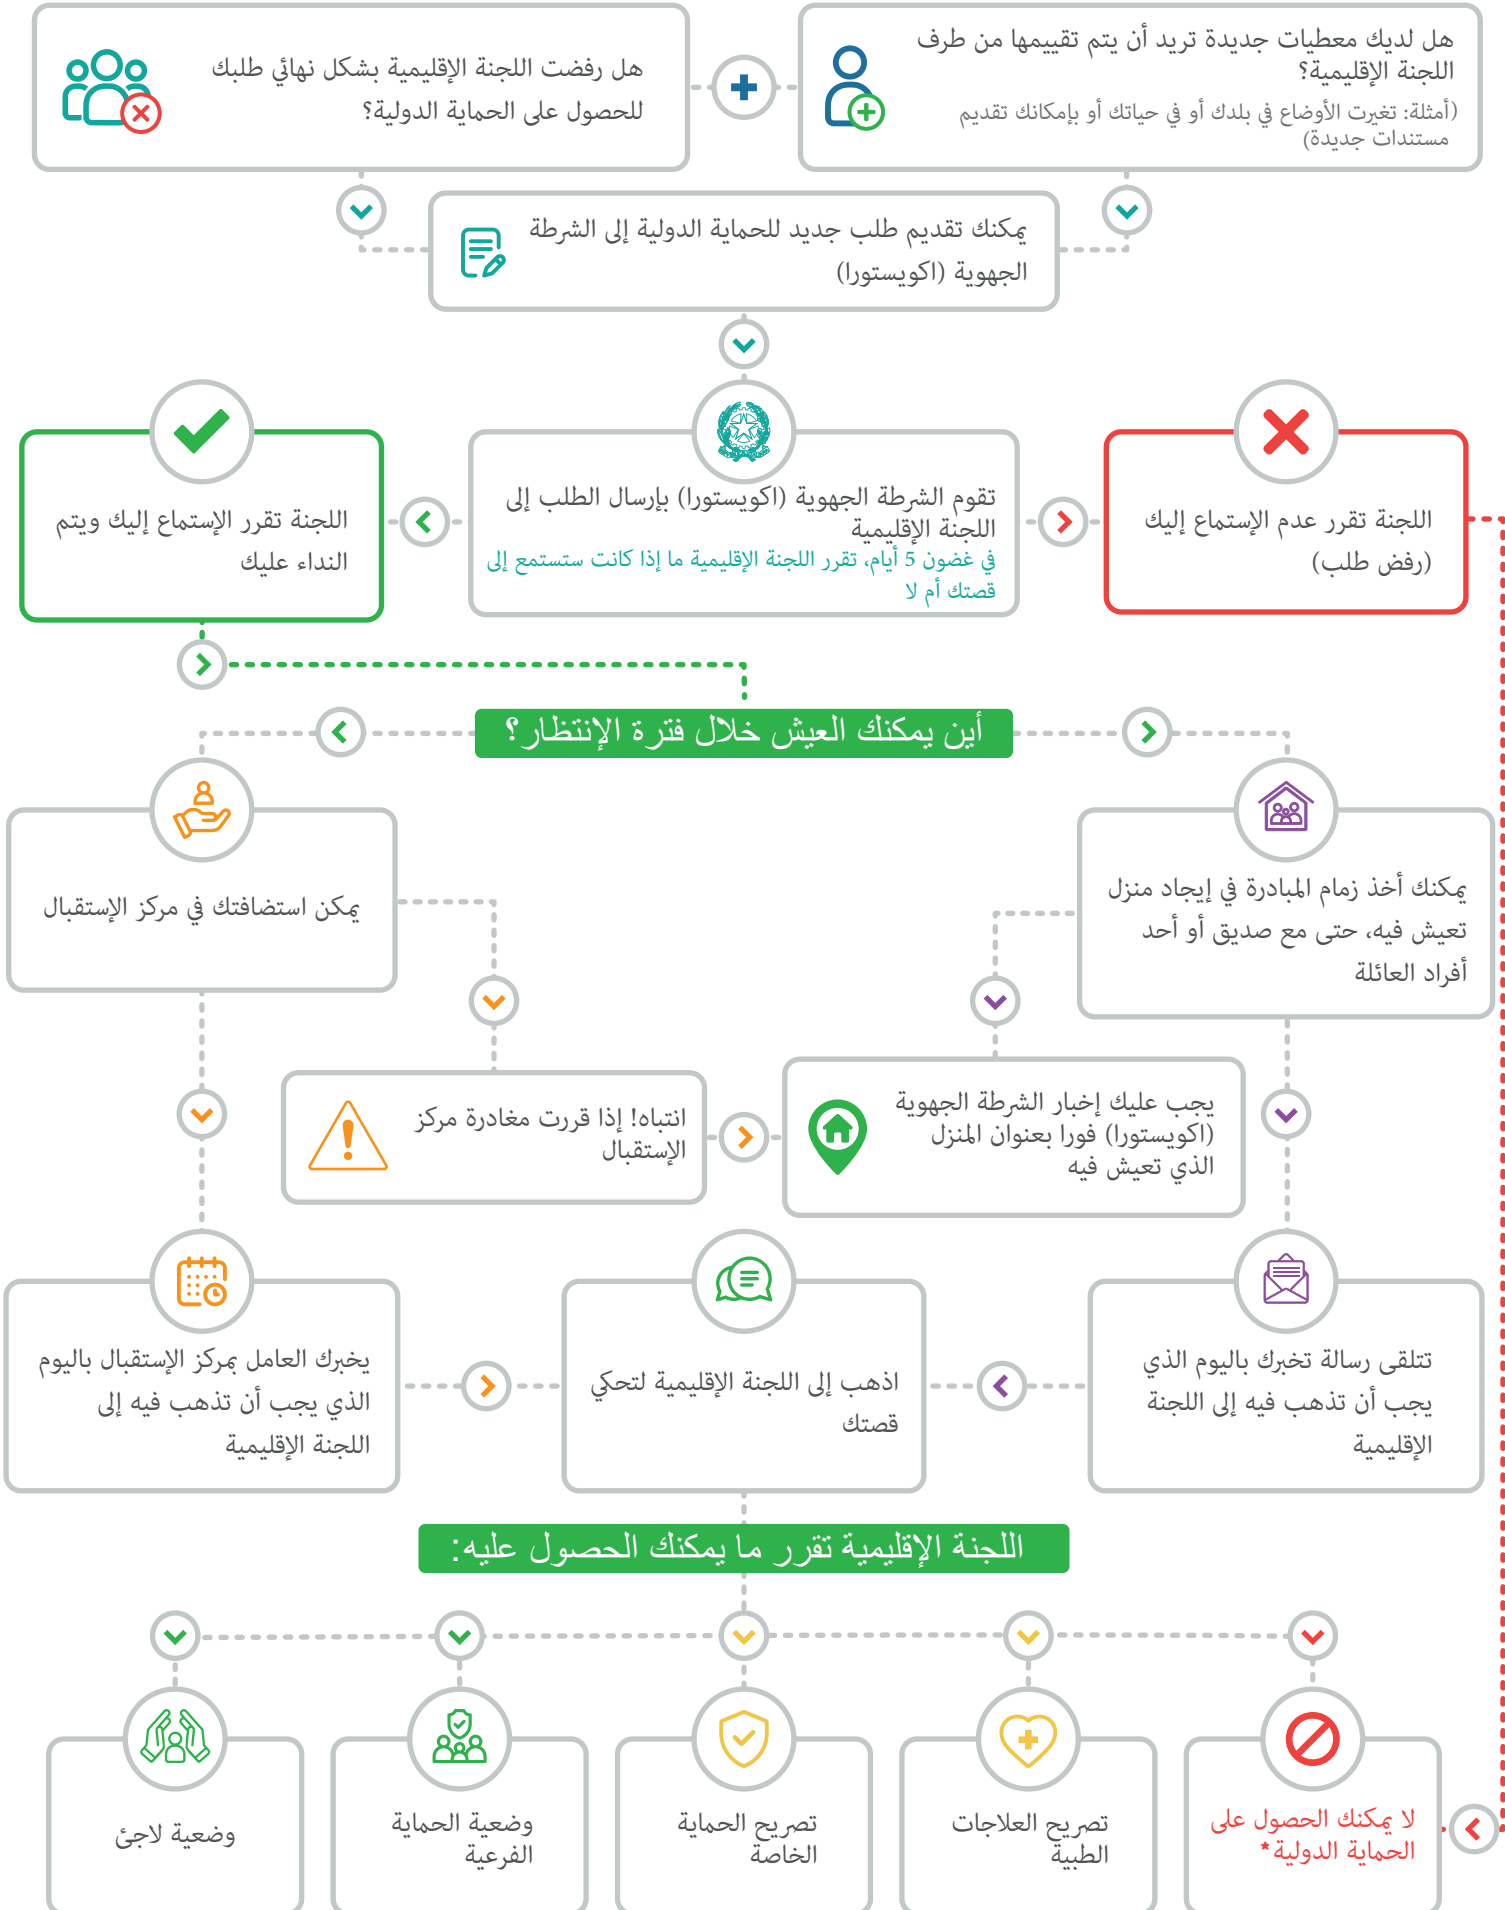 هل لديك معطيات جديدة تريد أن يتم تقييمها من طرف
اللجنة الإقليمية؟
(أمثلة: تغيرت الأوضاع في بلدك أو في حياتك أو بإمكانك تقديم
مستندات جديدة)
هل رفضت اللجنة الإقليمية بشكل نهائي طلبك
للحصول على الحماية الدولية؟
يمكنك تقديم طلب جديد للحماية الدولية إلى الشرطة
الجهوية (اكويستورا)
اللجنة تقرر عدم الإستماع إليك
(رفض طلب)
تقوم الشرطة الجهوية (اكويستورا) بإرسال الطلب إلى
اللجنة الإقليمية
في غضون 5 أيام، تقرر اللجنة الإقليمية ما إذا كانت ستستمع إلى
قصتك أم لا
اللجنة تقرر الإستماع إليك ويتم
النداء عليك
أين يمكنك العيش خلال فترة الإنتظار؟
يمكنك أخذ زمام المبادرة في إيجاد منزل
تعيش فيه، حتى مع صديق أو أحد
أفراد العائلة
يمكن استضافتك في مركز الإستقبال
يجب عليك إخبار الشرطة الجهوية
(اكويستورا) فورا بعنوان المنزل
الذي تعيش فيه
انتباه! إذا قررت مغادرة مركز
الإستقبال
تتلقى رسالة تخبرك باليوم الذي
يجب أن تذهب فيه إلى اللجنة
الإقليمية
اذهب إلى اللجنة الإقليمية لتحكي
قصتك
يخبرك العامل بمركز الإستقبال باليوم
الذي يجب أن تذهب فيه إلى
اللجنة الإقليمية
اللجنة الإقليمية تقرر ما يمكنك الحصول عليه:
لا يمكنك الحصول على
الحماية الدولية*
تصريح العلاجات
الطبية
تصريح الحماية
الخاصة
وضعية الحماية
الفرعية
وضعية لاجئ